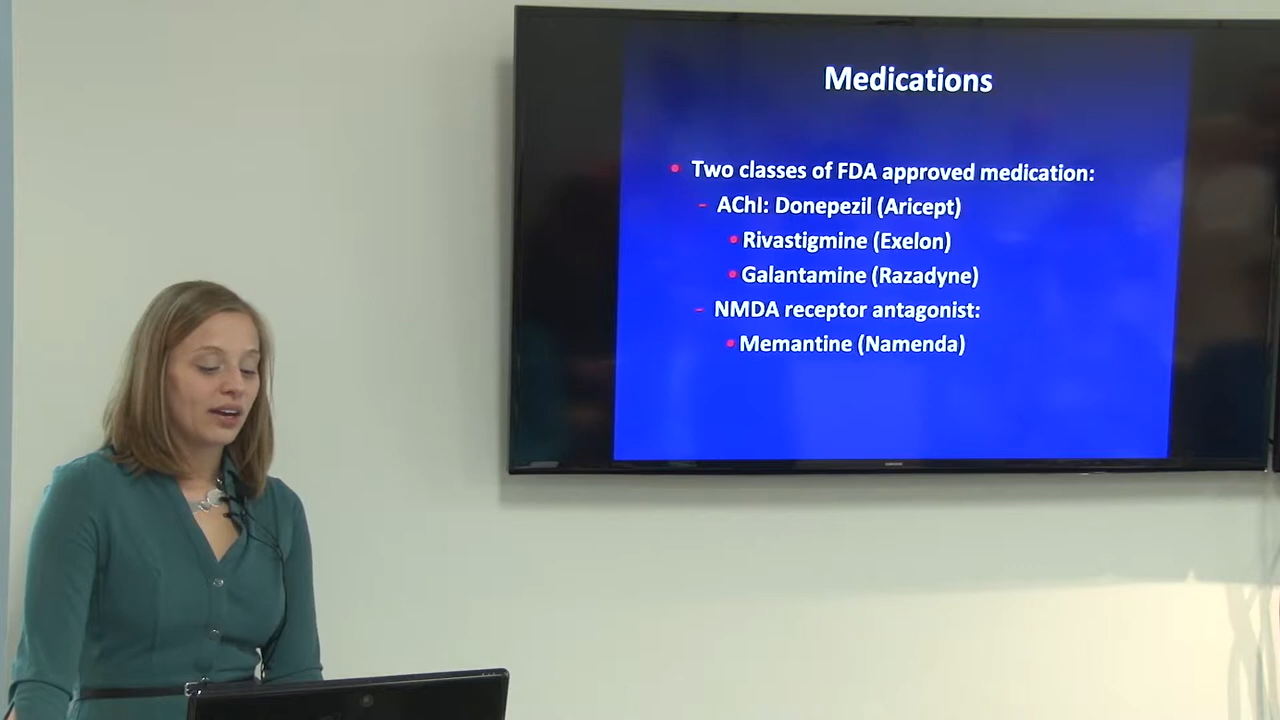 Medications
• Two classes of FDA approved medication:
– AChI: Donepezil (Aricept)
• Rivastigmine (Exelon)
• Galantamine (Razadyne)
– NMDA receptor antagonist:
• Memantine (Namenda)